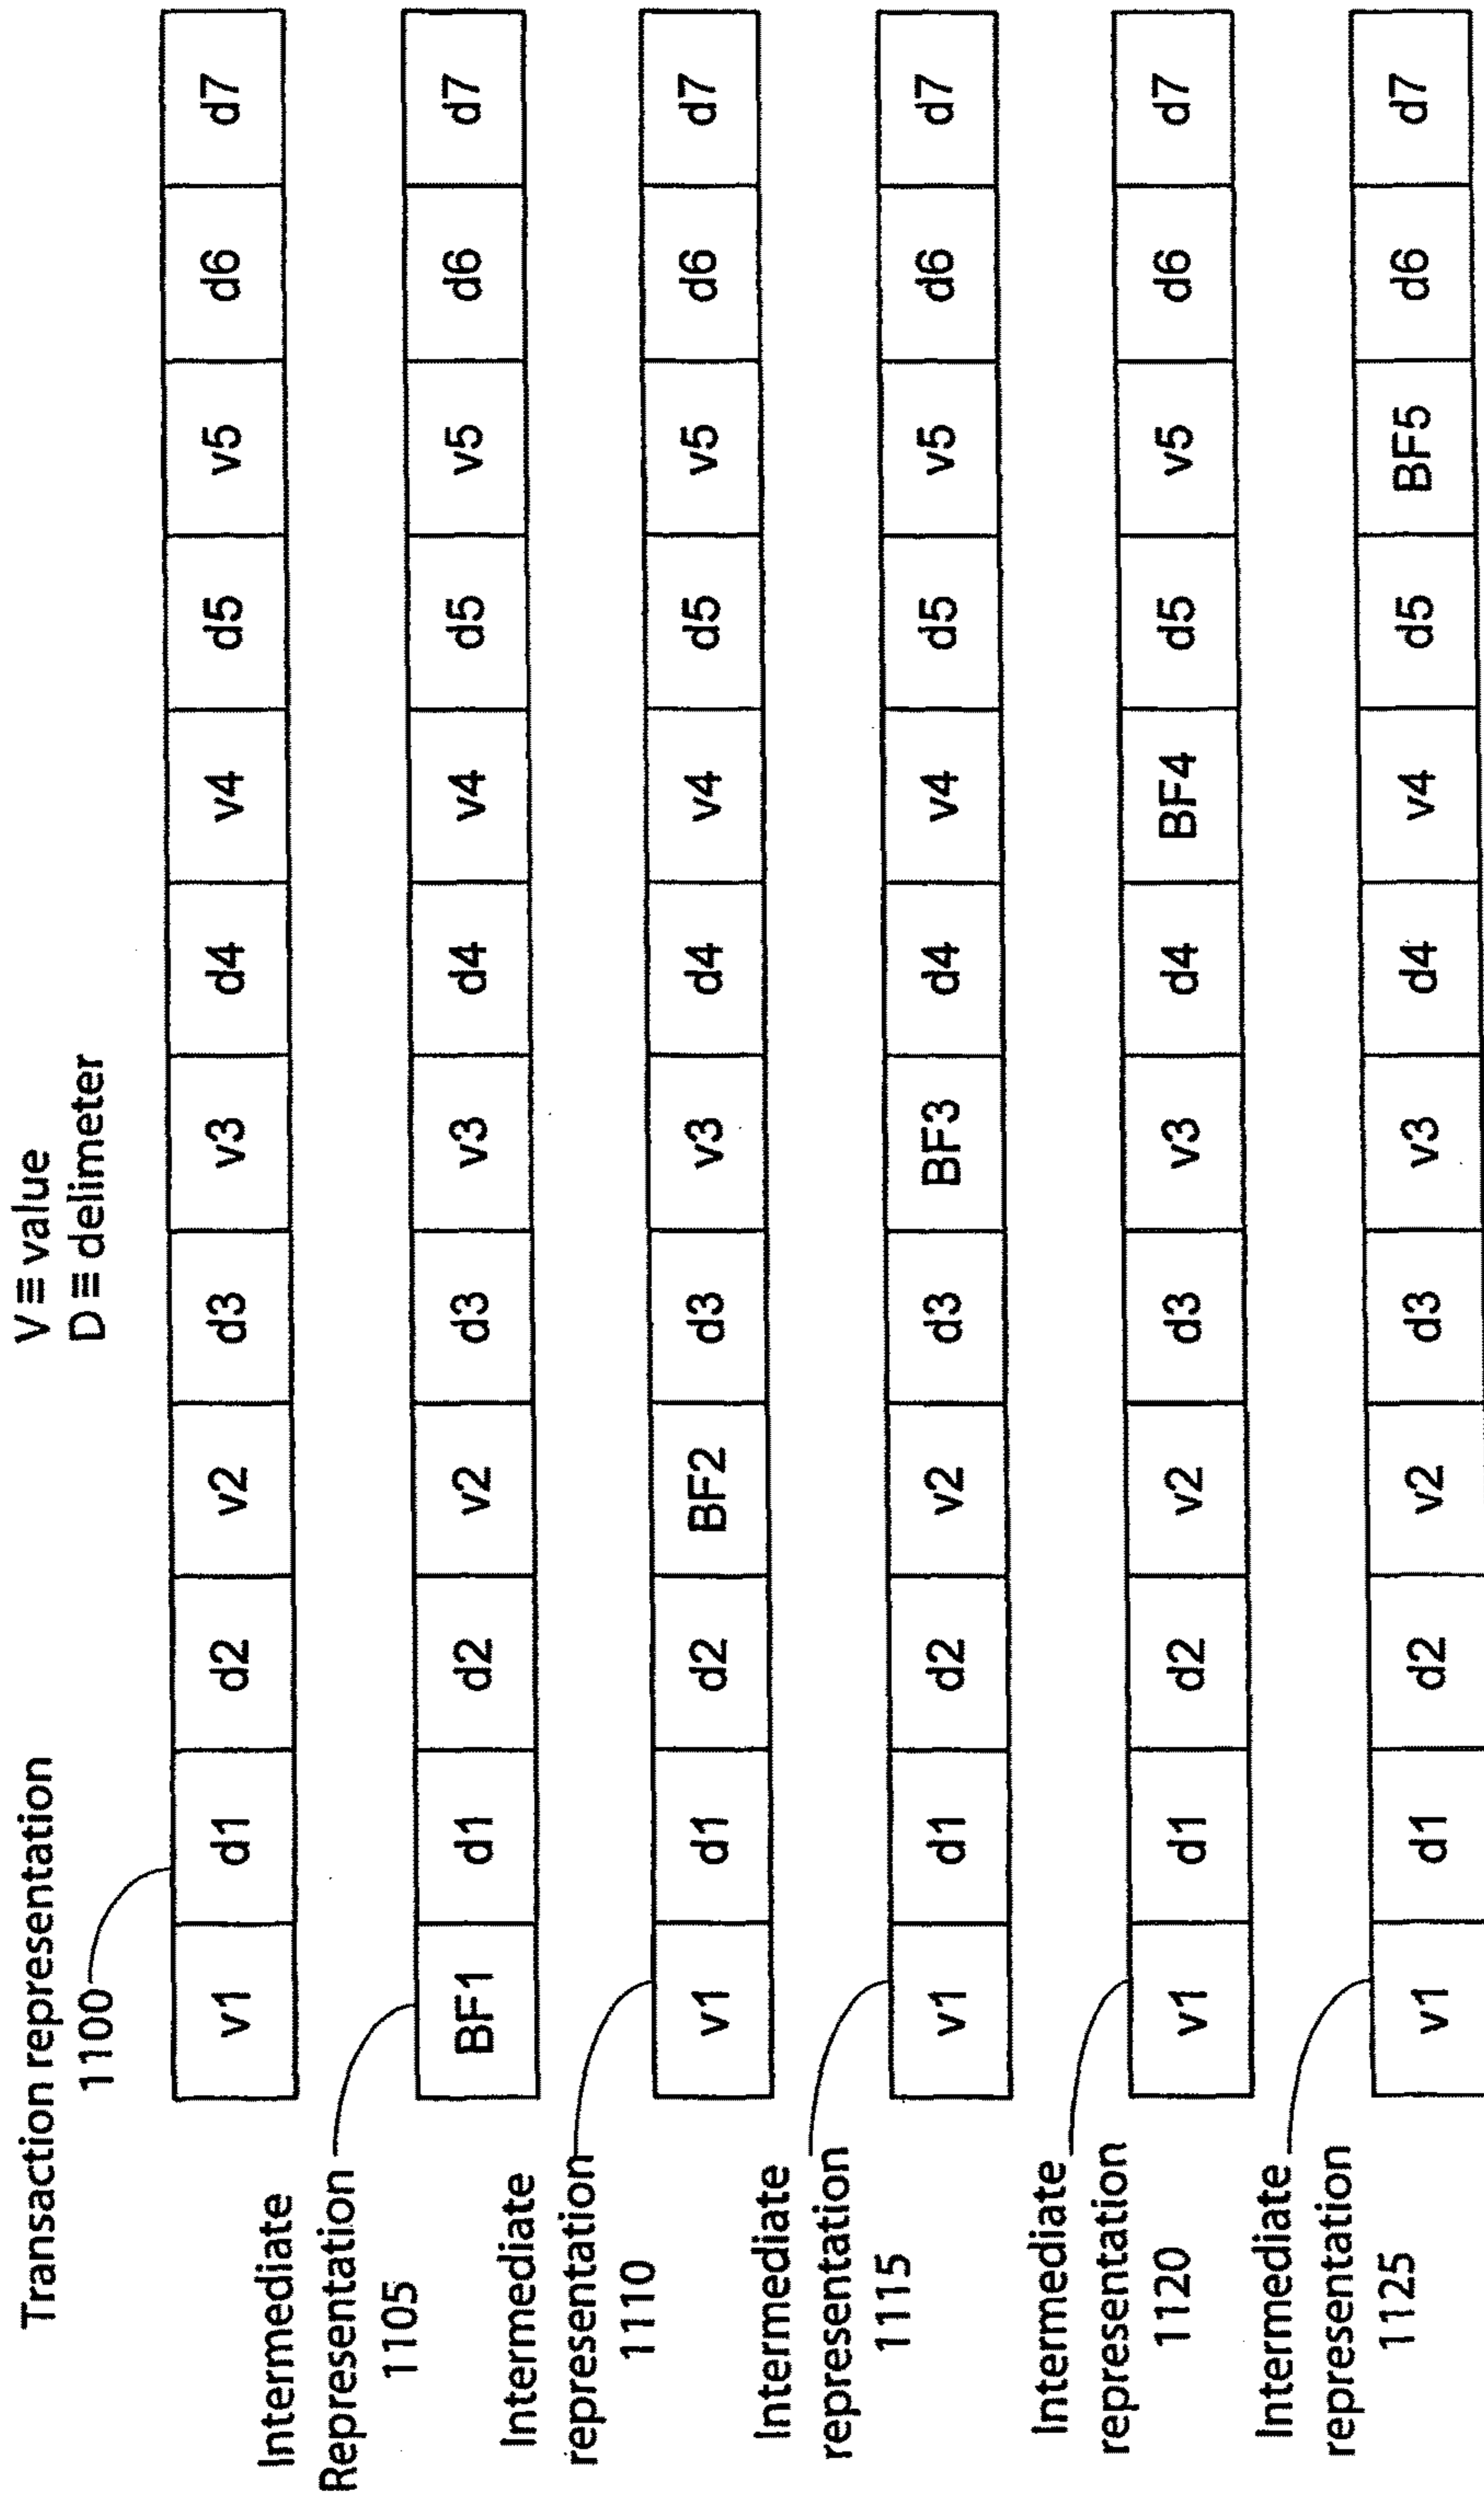 V ≡ value
D ≡ delimeter
Transaction representation
1100
v1 d1 d2 v2 d3 v3 d4 v4 d5 v5 d6 d7
Intermediate
Representation
1105
BF1 d1 d2 v2 d3 v3 d4 v4 d5 v5 d6 d7
Intermediate
representation
1110
v1 d1 d2 BF2 d3 v3 d4 v4 d5 v5 d6 d7
Intermediate
representation
1115
v1 d1 d2 v2 d3 BF3 d4 v4 d5 v5 d6 d7
Intermediate
representation
1120
v1 d1 d2 v2 d3 v3 d4 BF4 d5 v5 d6 d7
Intermediate
representation
1125
v1 d1 d2 v2 d3 v3 d4 v4 d5 BF5 d6 d7